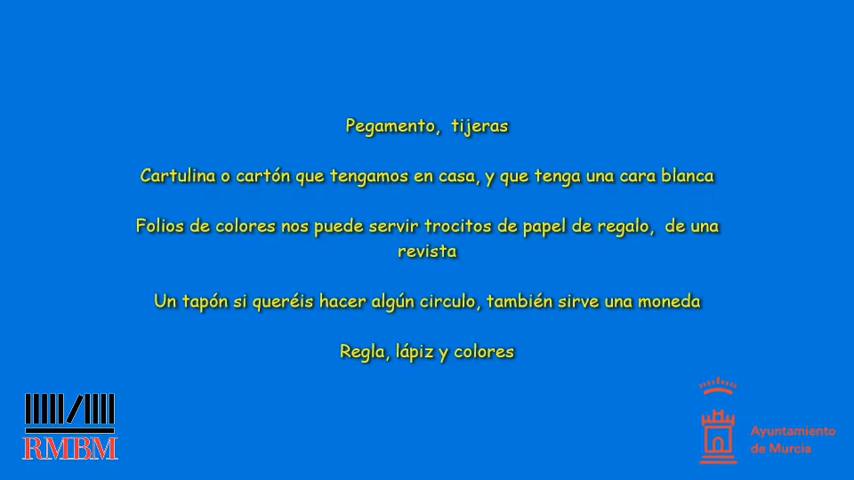 Pegamento, tijeras
Cartulina o cartón que tengamos en casa, y que tenga una cara blanca
Folios de colores nos puede servir trocitos de papel de regalo, de una
revista
Un tapón si queréis hacer algún circulo, también sirve una moneda
Regla, lápiz y colores
RMBM
Ayuntamiento
de Murcia